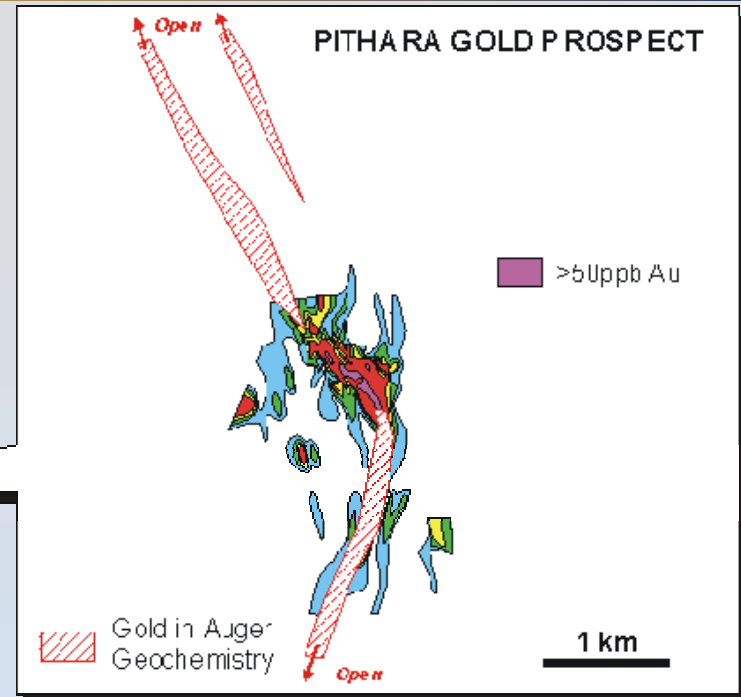 Open
PITHARA GOLD PROSPECT
>50ppb Au
Gold in Auger
Geochemistry
1 km
Open